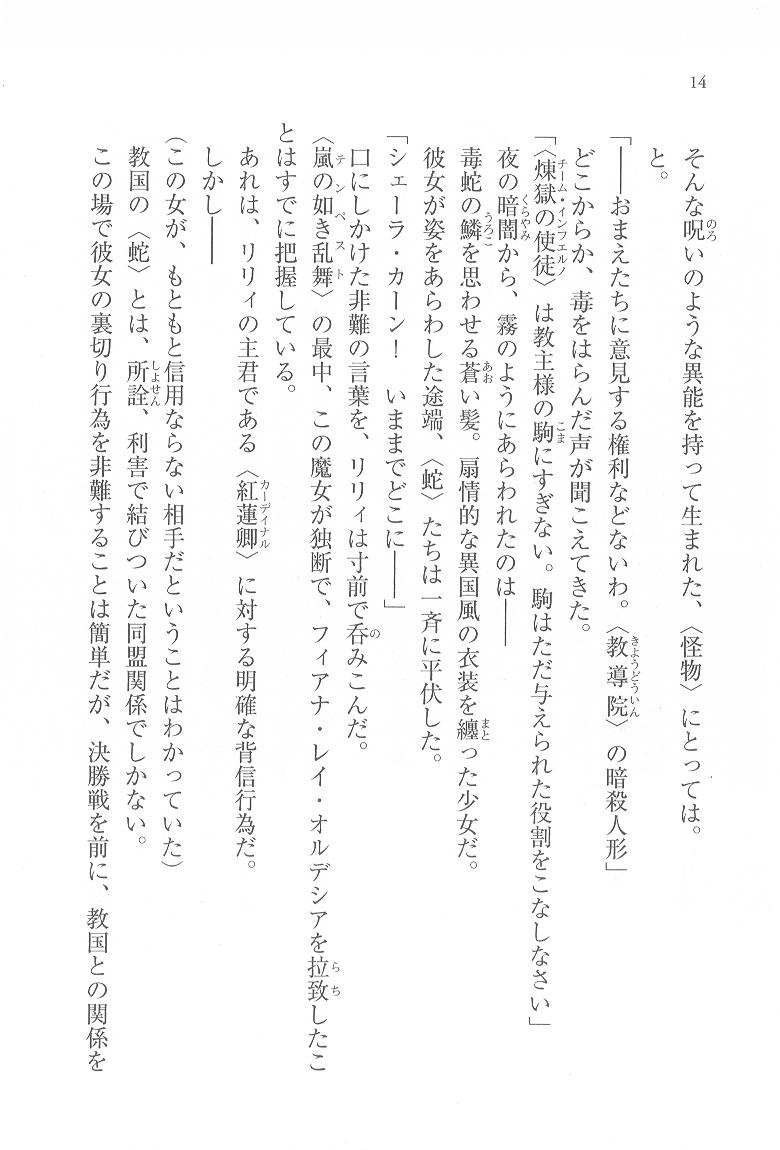 14
そんな呪いのような異能を持って生まれた、〈怪物〉にとっては。
と。
「――おまえたちに意見する権利などないわ。〈教導院〉の暗殺人形」
どこからか、毒をはらんだ声が聞こえてきた。
「〈煉獄の使徒〉は教主様の駒にすぎない。駒はただ与えられた役割をこなしなさい」
夜の暗闇から、霧のようにあらわれたのは――
毒蛇の鱗を思わせる蒼い髪。扇情的な異国風の衣装を纏った少女だ。
彼女が姿をあらわした途端、〈蛇〉たちは一斉に平伏した。
「シェーラ・カーン！　いままでどこに――」
口にしかけた非難の言葉を、リリィは寸前で呑みこんだ。
〈嵐の如き乱舞〉の最中、この魔女が独断で、フィアナ・レイ・オルデシアを拉致したこ
とはすでに把握している。
あれは、リリィの主君である〈紅蓮卿〉に対する明確な背信行為だ。
しかし――
（この女が、もともと信用ならない相手だということはわかっていた）
教国の〈蛇〉とは、所詮、利害で結びついた同盟関係でしかない。
この場で彼女の裏切り行為を非難することは簡単だが、決勝戦を前に、教国との関係を